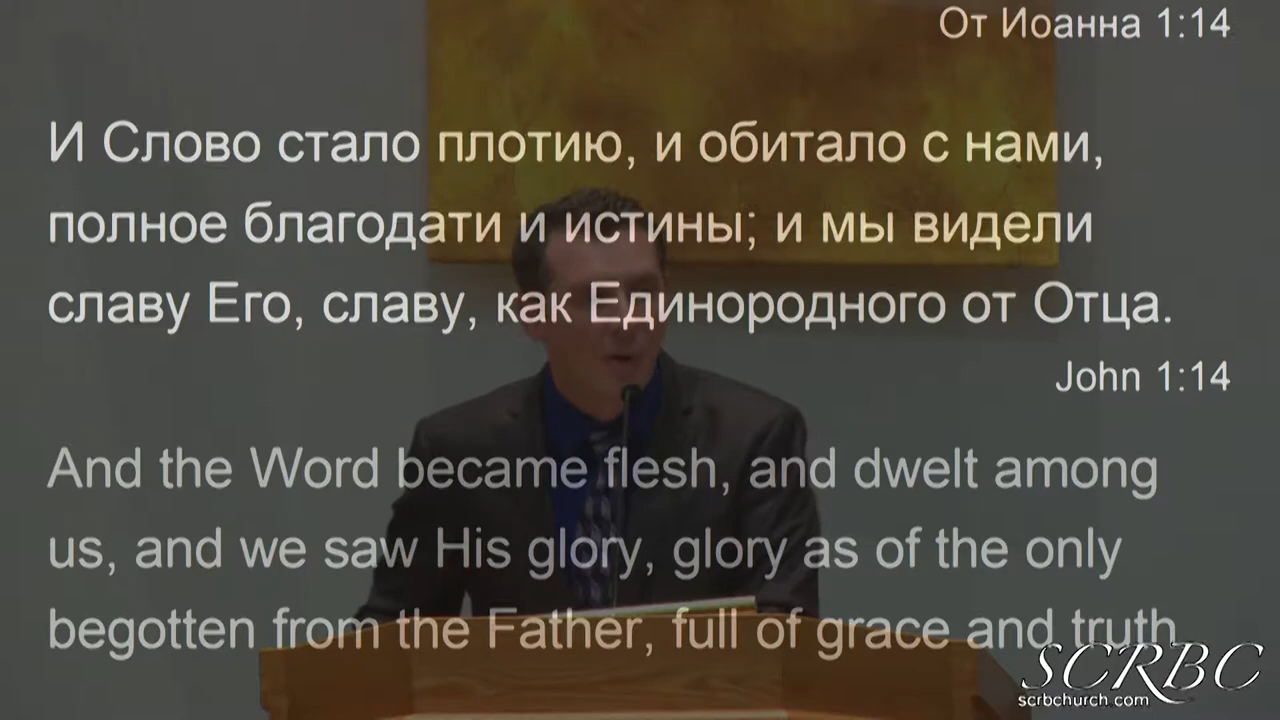 От Иоанна 1:14
И Слово стало плотию, и обитало с нами,
полное благодати и истины; и мы видели
славу Его, славу, как Единородного от Отца.
John 1:14
And the Word became flesh, and dwelt among
us, and we saw His glory, glory as of the only
begotten from the Father, full of grace and truth
SCRBC
scrbchurch.com